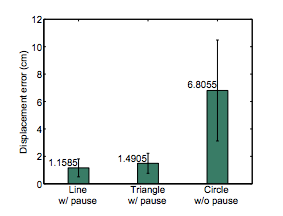 12
10
8
6
4
2
0
Displacement error (cm)
1.1585
1.4905
6.8055
Line
w/ pause
Triangle
w/ pause
Circle
w/o pause